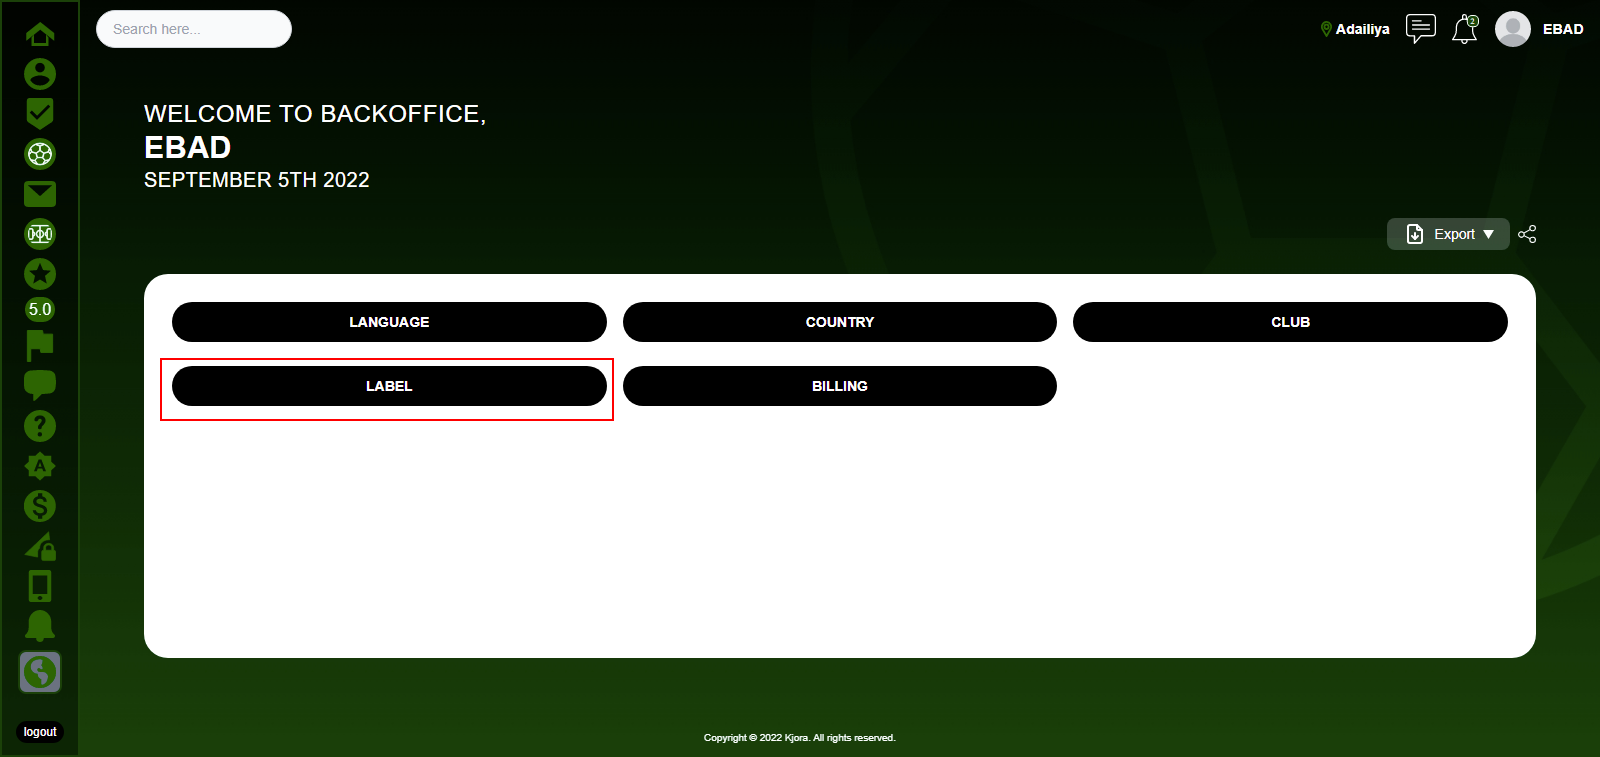 Search here...
Adailiya
2
EBAD
WELCOME TO BACKOFFICE,
EBAD
SEPTEMBER 5TH 2022
Export
LANGUAGE
COUNTRY
CLUB
LABEL
BILLING
5.0
?
A
$
logout
Copyright © 2022 Kjora. All rights reserved.